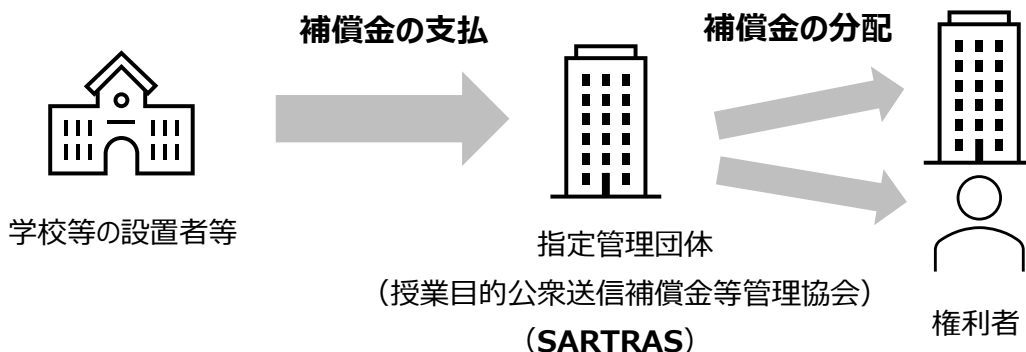 補償金の支払
補償金の分配
学校等の設置者等
指定管理団体
（授業目的公衆送信補償金等管理協会）
（SARTRAS）
権利者